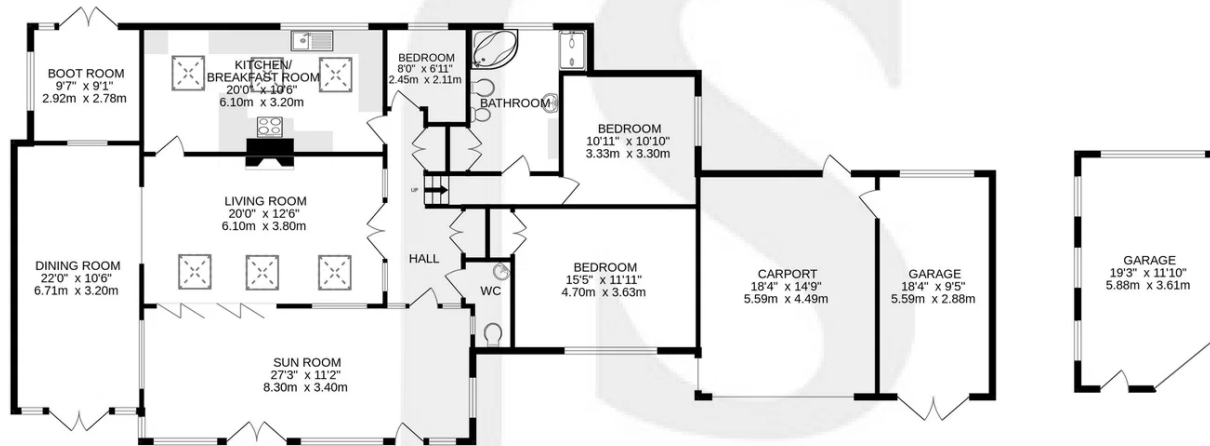 BOOT ROOM
9'7" x 9'1"
2.92m x 2.78m
KITCHEN/
BREAKFAST ROOM
20'0" x 10'6"
6.10m x 3.20m
BEDROOM
8'0" x 6'11"
2.45m x 2.11m
BATHROOM
BEDROOM
10'11" x 10'10"
3.33m x 3.30m
UP
LIVING ROOM
20'0" x 12'6"
6.10m x 3.80m
DINING ROOM
22'0" x 10'6"
6.71m x 3.20m
HALL
WC
BEDROOM
15'5" x 11'11"
4.70m x 3.63m
CARPORT
18'4" x 14'9"
5.59m x 4.49m
GARAGE
18'4" x 9'5"
5.59m x 2.88m
GARAGE
19'3" x 11'10"
5.88m x 3.61m
SUN ROOM
27'3" x 11'2"
8.30m x 3.40m